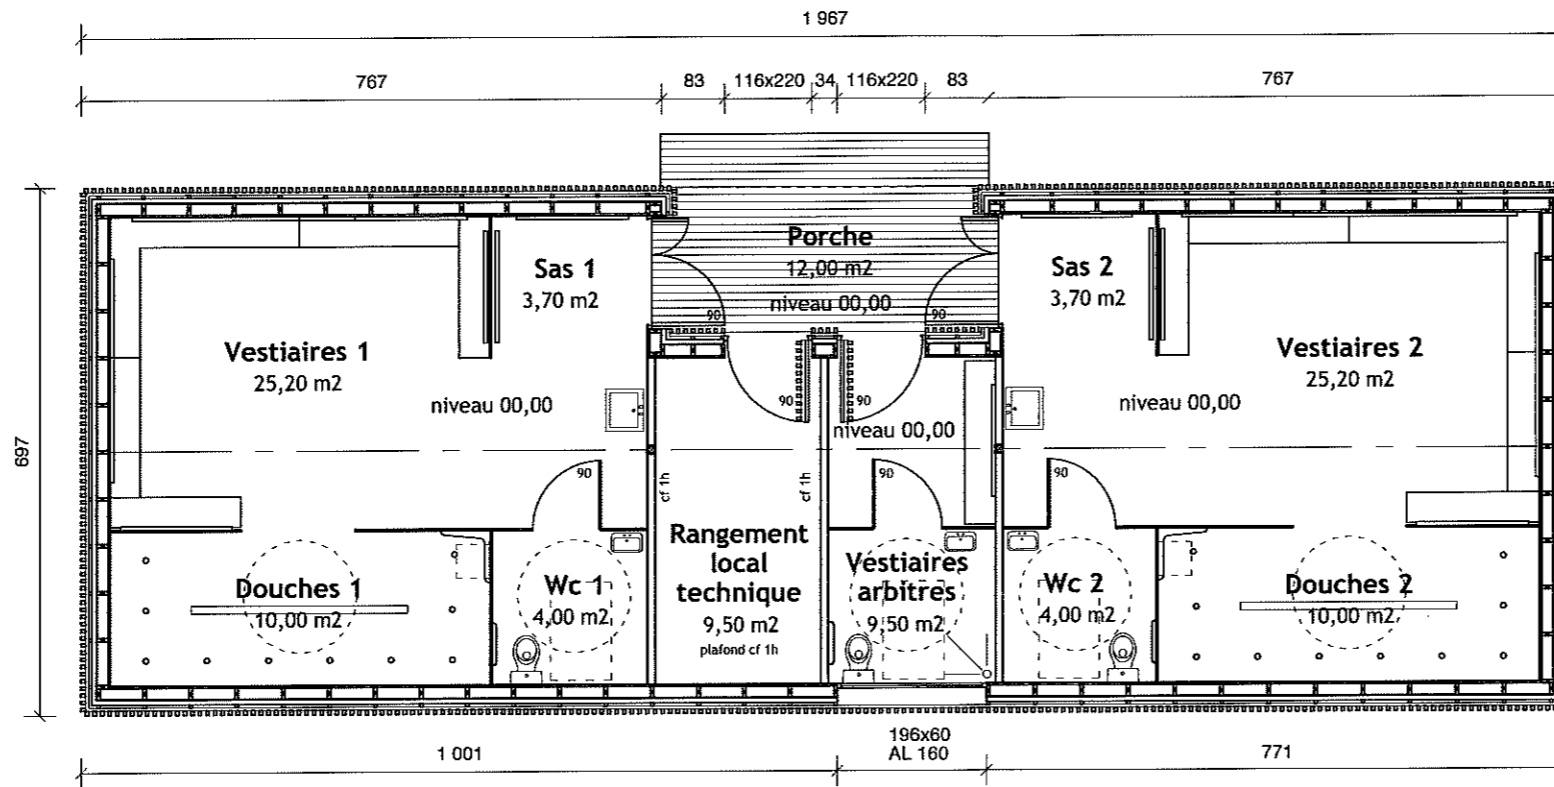 1 967
767
83
116x220
34
116x220
83
767
Porche
12,00 m2
niveau 00,00
90
90
Sas 1
3,70 m2
Sas 2
3,70 m2
Vestiaires 1
25,20 m2
niveau 00,00
Vestiaires 2
25,20 m2
niveau 00,00
90
90
niveau 00,00
697
90
90
90
cf 1h
cf 1h
Rangement
local
technique
9,50 m2
plafond cf 1h
Vestiaires
arbitres
9,50 m2
Douches 1
10,00 m2
Wc 1
4,00 m2
Wc 2
4,00 m2
Douches 2
10,00 m2
1 001
196x60
AL 160
771